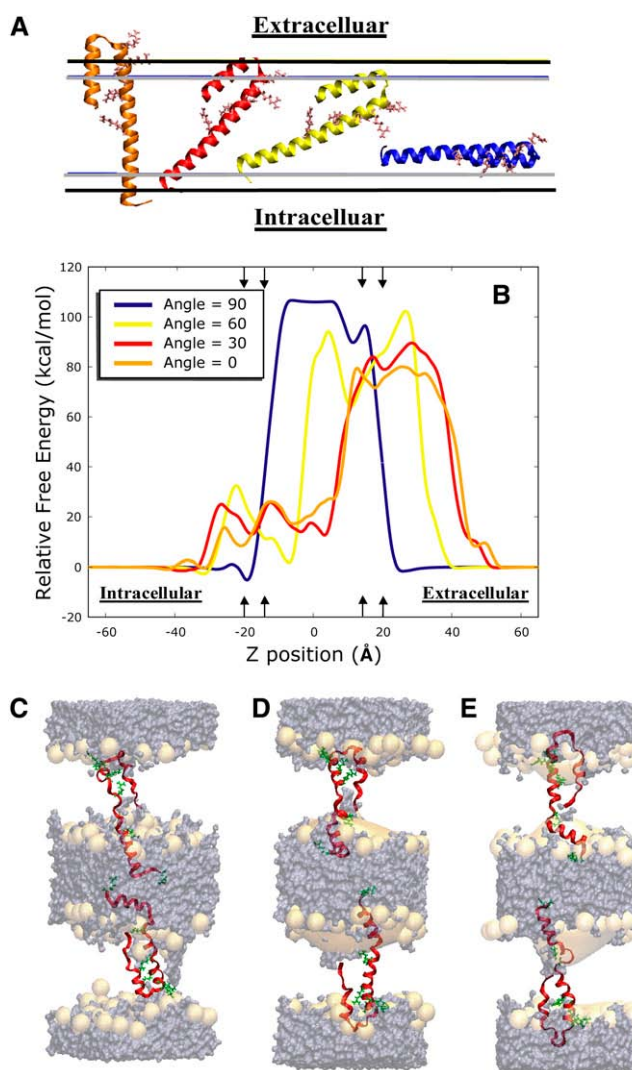 A
Extracelluar
Intracelluar
B
Relative Free Energy (kcal/mol)
120
100
80
60
40
20
0
-20
Angle = 90
Angle = 60
Angle = 30
Angle = 0
Intracellular
Extracellular
-60
-40
-20
0
20
40
60
Z position (Å)
C
D
E